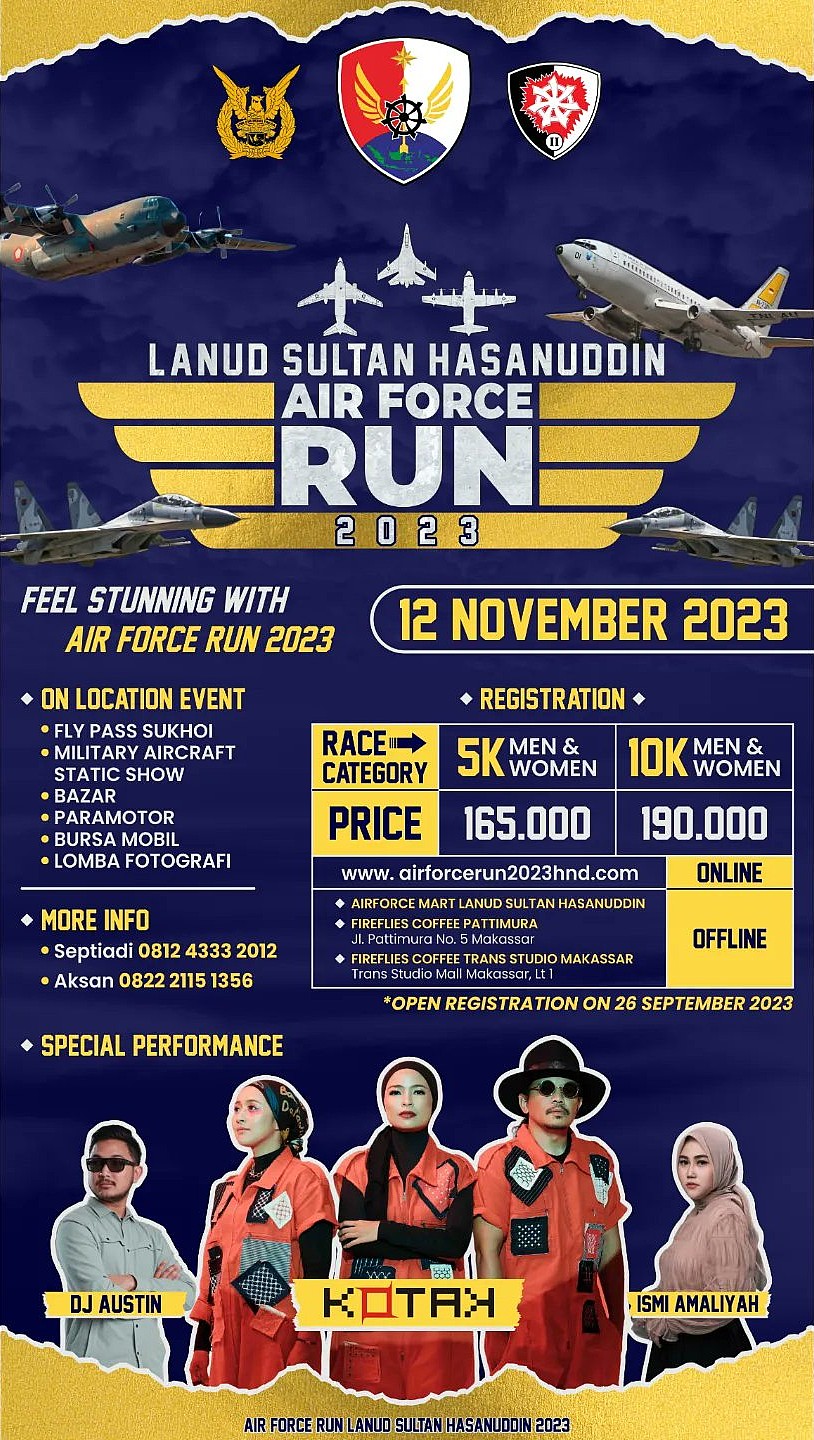 LANUD SULTAN HASANUDDIN
AIR FORCE
RUN
2023
FEEL STUNNING WITH
AIR FORCE RUN 2023
12 NOVEMBER 2023
ON LOCATION EVENT
FLY PASS SUKHOI
MILITARY AIRCRAFT
STATIC SHOW
BAZAR
PARAMOTOR
BURSA MOBIL
LOMBA FOTOGRAFI
MORE INFO
Septiadi 0812 4333 2012
Aksan 0822 2115 1356
REGISTRATION
RACE CATEGORY
5K MEN & WOMEN
10K MEN & WOMEN
PRICE 165.000 190.000
www. airforcerun2023hnd.com ONLINE
AIRFORCE MART LANUD SULTAN HASANUDDIN
FIREFLIES COFFEE PATTIMURA
Jl. Pattimura No. 5 Makassar
FIREFLIES COFFEE TRANS STUDIO MAKASSAR
Trans Studio Mall Makassar, Lt 1
OFFLINE
*OPEN REGISTRATION ON 26 SEPTEMBER 2023
SPECIAL PERFORMANCE
DJ AUSTIN
KOTAK
ISMI AMALIYAH
AIR FORCE RUN LANUD SULTAN HASANUDDIN 2023